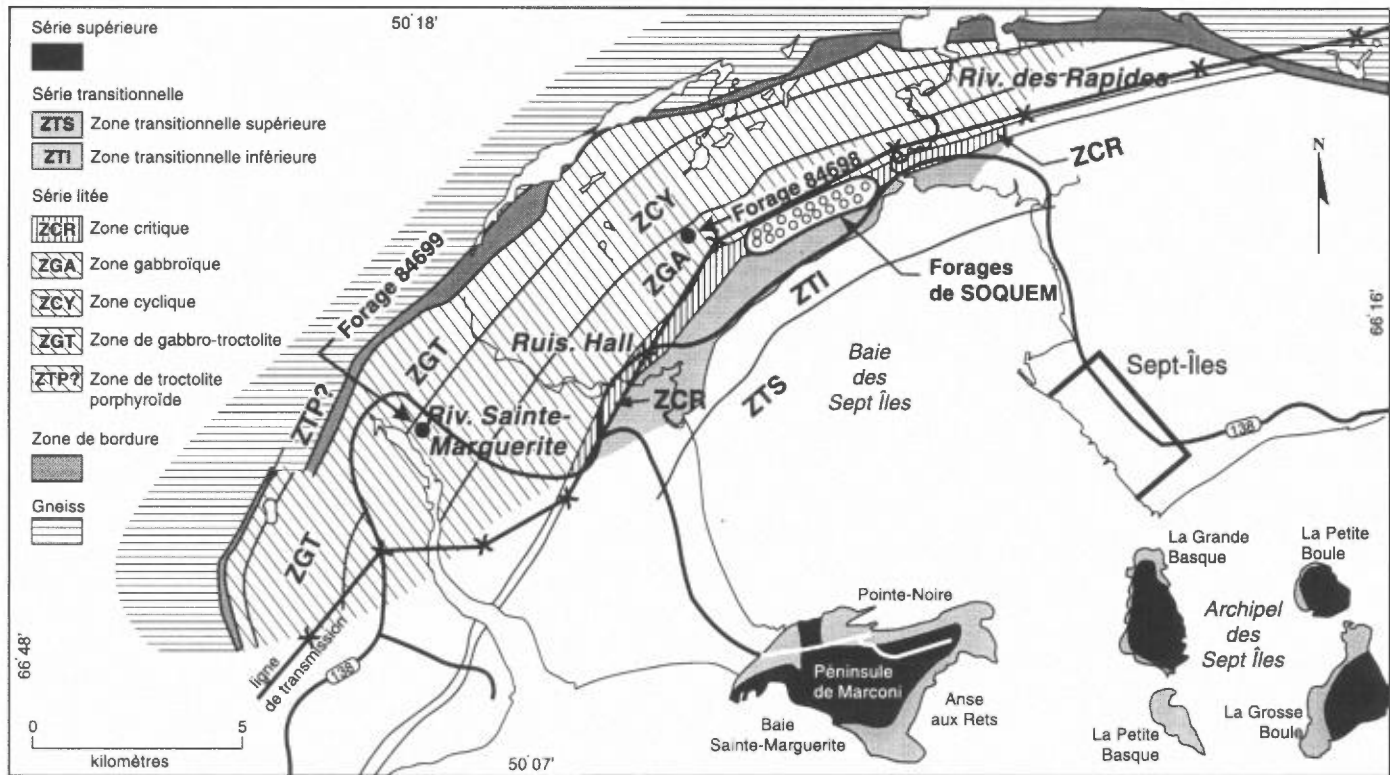 Série supérieure
Série transitionnelle
ZTS Zone transitionnelle supérieure
ZTI Zone transitionnelle inférieure
Série litée
ZCR Zone critique
ZGA Zone gabbroïque
ZCY Zone cyclique
ZGT Zone de gabbro-troctolite
ZTP? Zone de troctolite
porphyroïde
Zone de bordure
Gneiss
50°18'
Riv. des Rapides
ZCR
N
Forage 84698
ZCY
ZGA
Forages
de SOQUEM
Forage 84699
ZTI
66°16'
ZGT
Ruis. Hall
Baie
des
Sept Îles
Sept-Îles
ZTP?
ZCR
ZTS
Riv. Sainte-
Marguerite
138
ZGT
La Grande
Basque
La Petite
Boule
Pointe-Noire
Archipel
des
Sept Îles
66°48'
ligne
de transmission
138
Péninsule
de Marconi
Anse
aux Rets
La Grosse
Boule
Baie
Sainte-Marguerite
La Petite
Basque
0 5
kilomètres
50°07'